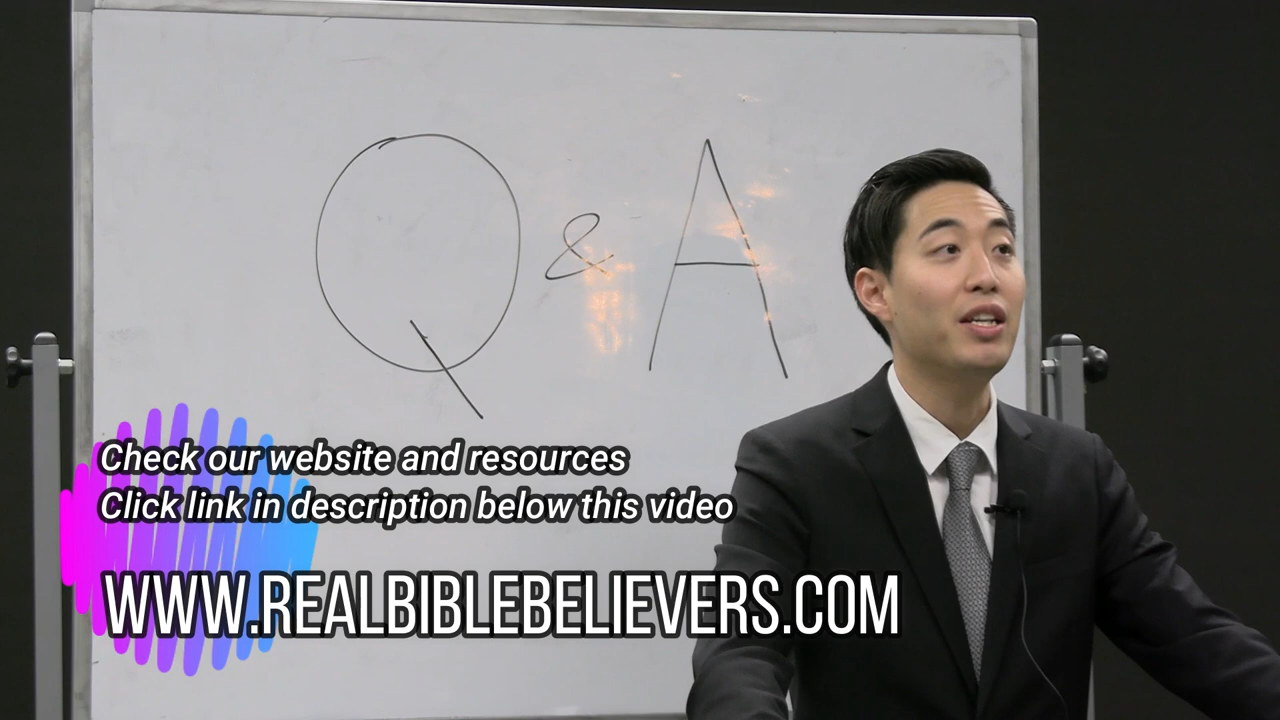 Q & A
Check our website and resources
Click link in description below this video
WWW.REALBIBLEBELIEVERS.COM